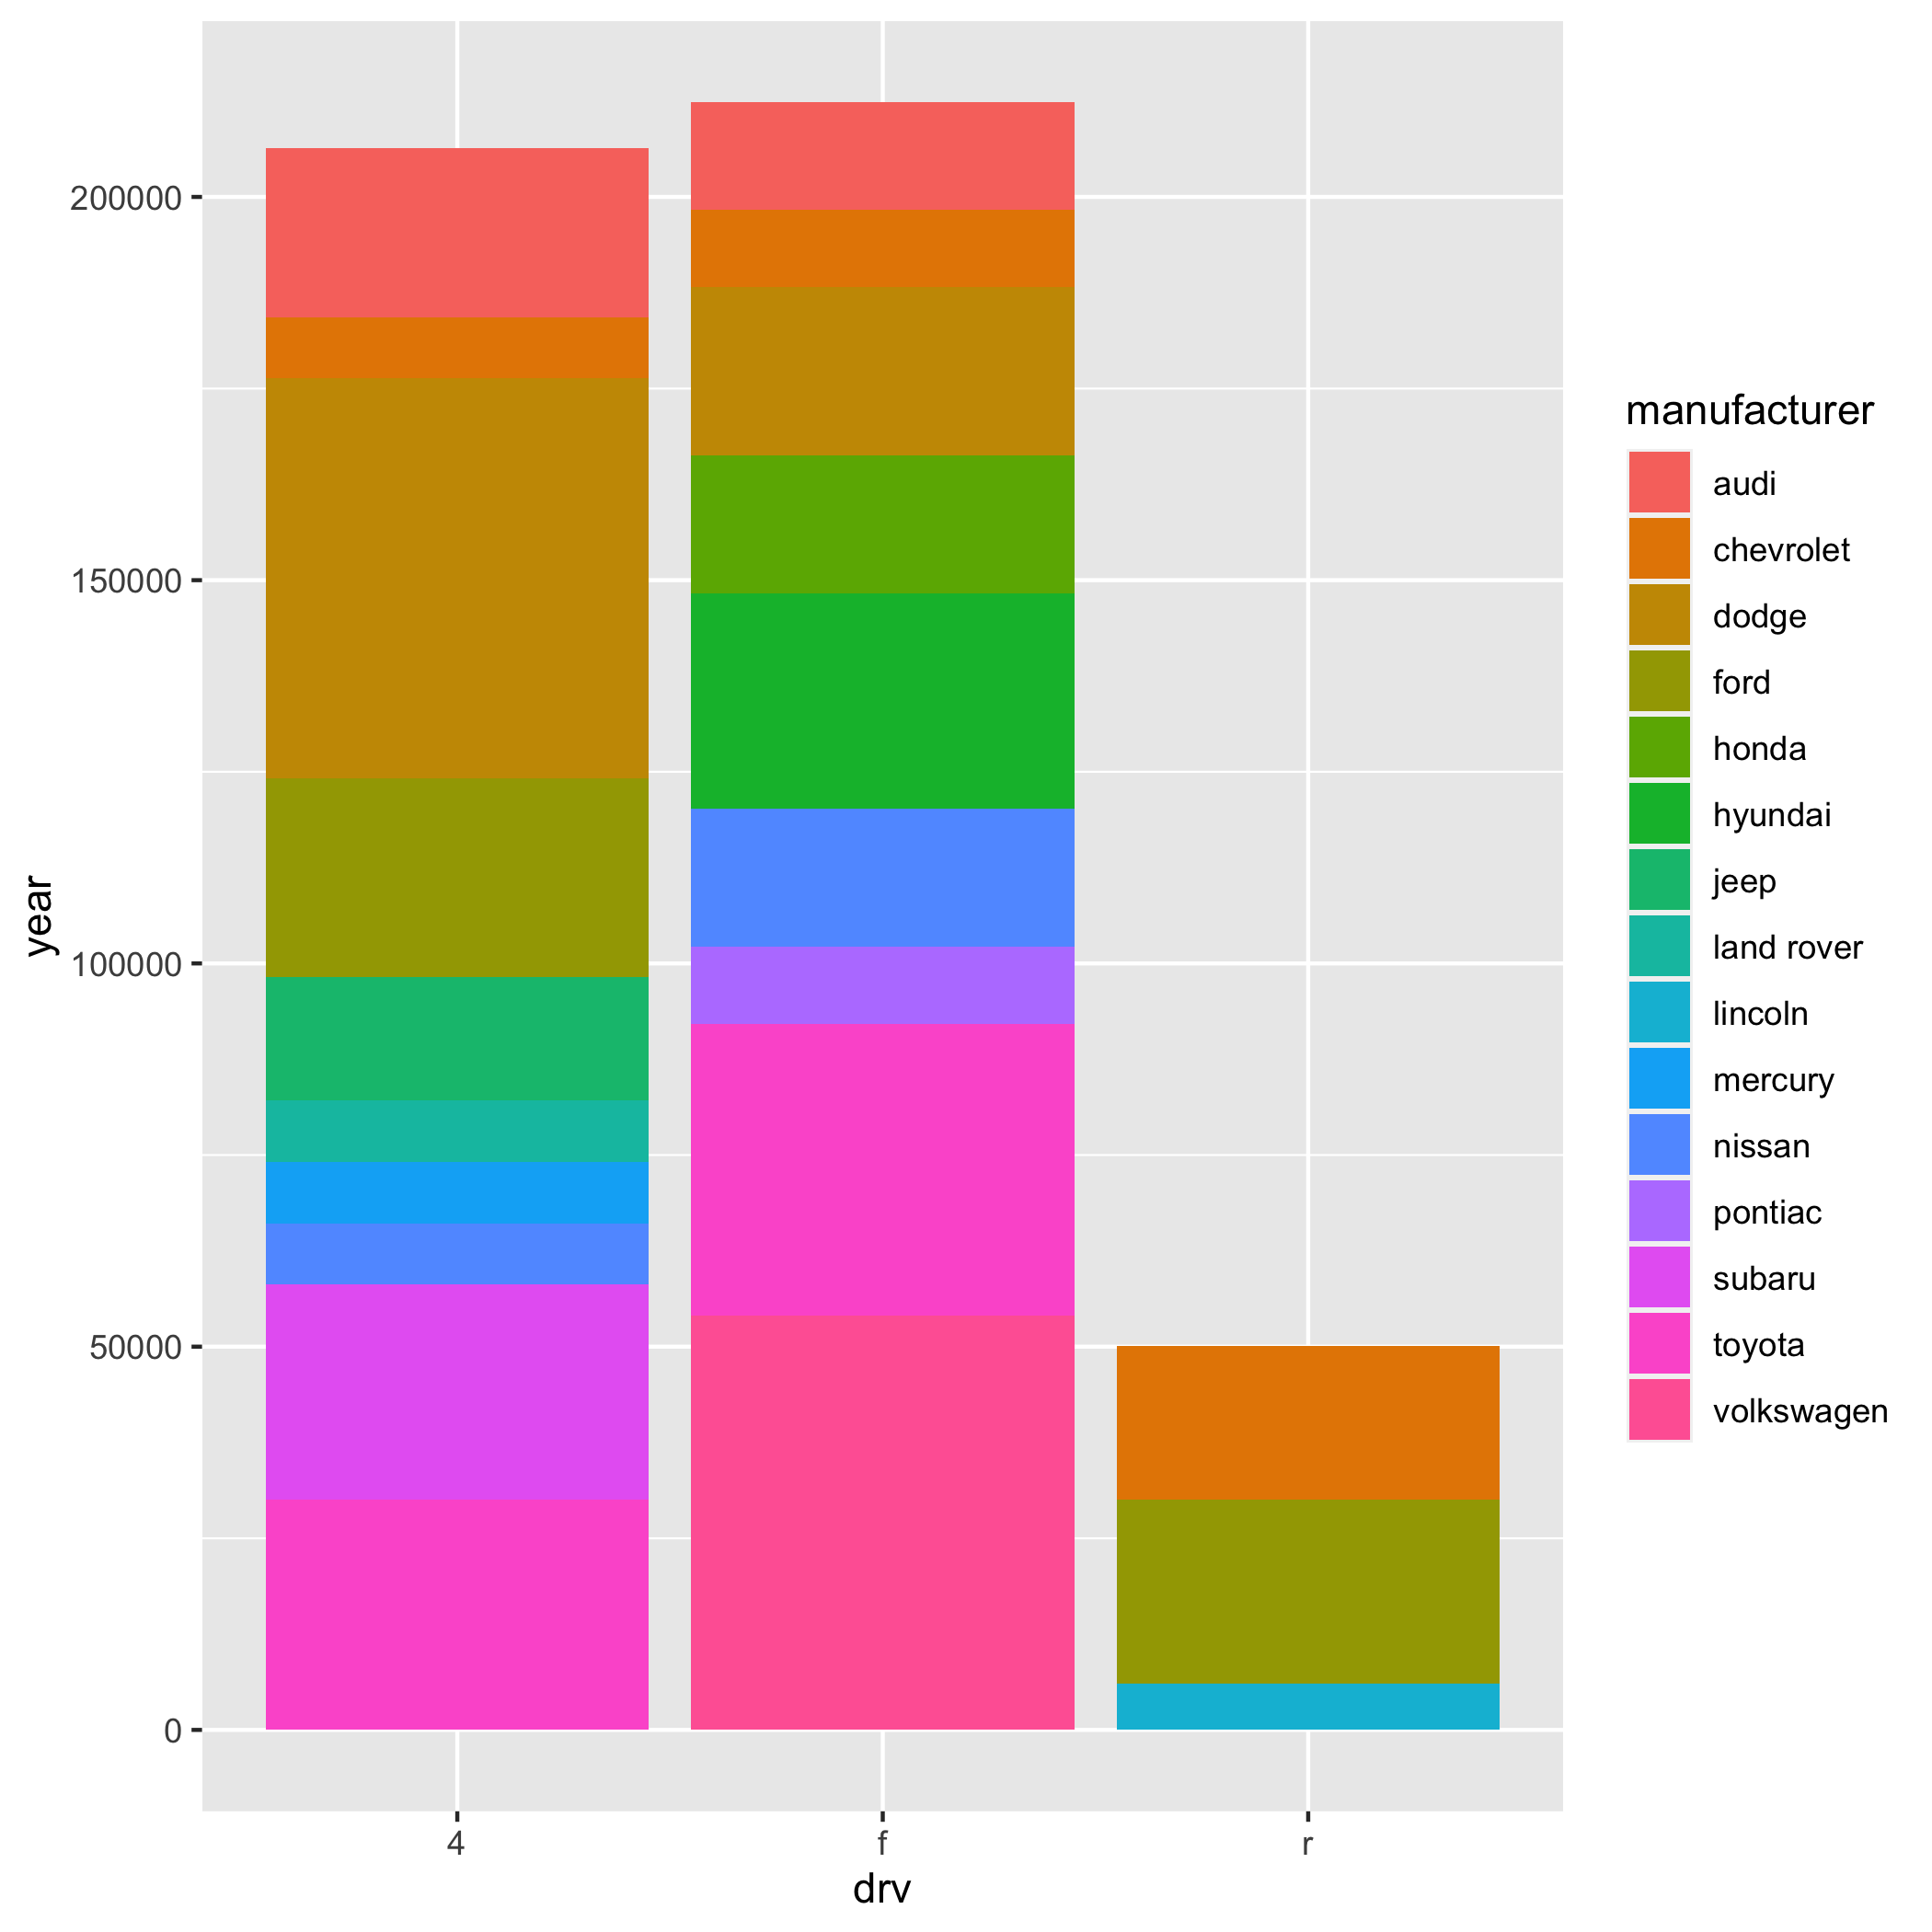 200000
150000
100000
50000
0
year
4 f r
drv
manufacturer
audi
chevrolet
dodge
ford
honda
hyundai
jeep
land rover
lincoln
mercury
nissan
pontiac
subaru
toyota
volkswagen